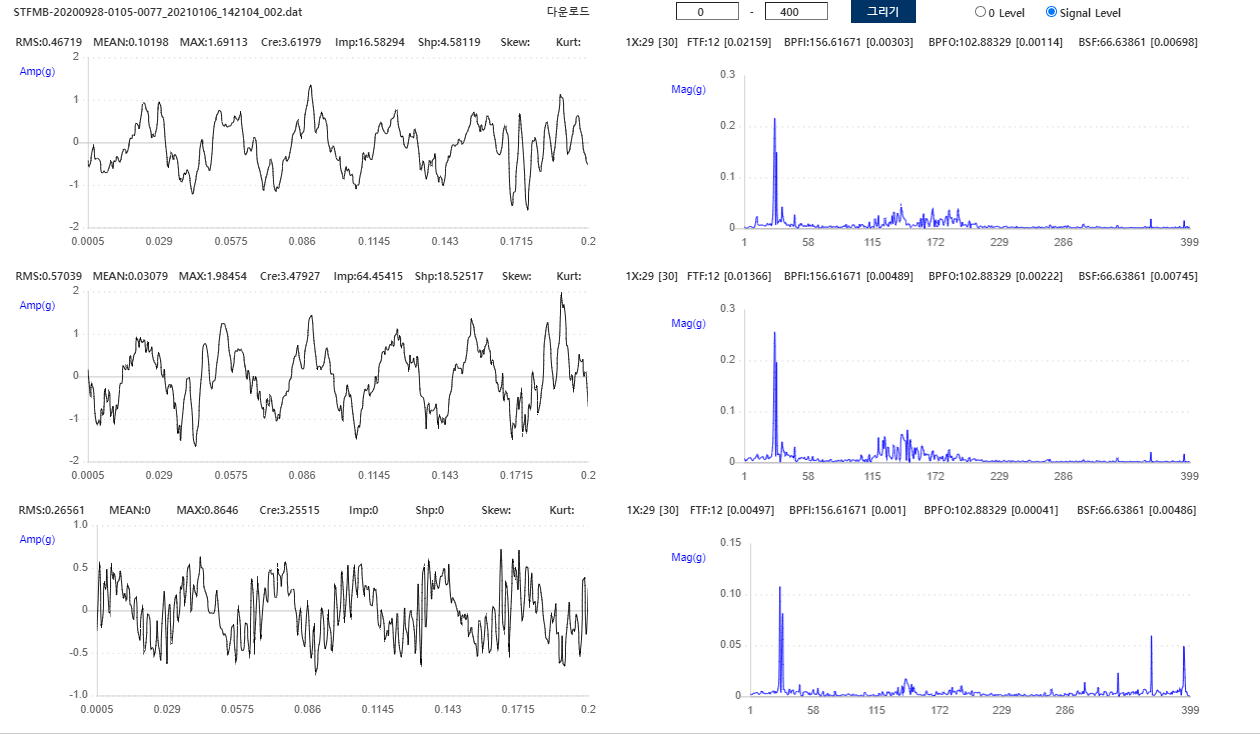 STFMB-20200928-0105-0077_20210106_142104_002.dat 다운로드 0 - 400 그리기 0 Level Signal Level
RMS:0.46719 MEAN:0.10198 MAX:1.69113 Cre:3.61979 Imp:16.58294 Shp:4.58119 Skew: Kurt:
Amp(g)
2
1
0
-1
-2
0.0005 0.029 0.0575 0.086 0.1145 0.143 0.1715 0.2
1X:29 [30] FTF:12 [0.02159] BPFI:156.61671 [0.00303] BPFO:102.88329 [0.00114] BSF:66.63861 [0.00698]
Mag(g)
0.3
0.2
0.1
0
1 58 115 172 229 286 399
RMS:0.57039 MEAN:0.03079 MAX:1.98454 Cre:3.47927 Imp:64.45415 Shp:18.52517 Skew: Kurt:
Amp(g)
2
1
0
-1
-2
0.0005 0.029 0.0575 0.086 0.1145 0.143 0.1715 0.2
1X:29 [30] FTF:12 [0.01366] BPFI:156.61671 [0.00489] BPFO:102.88329 [0.00222] BSF:66.63861 [0.00745]
Mag(g)
0.3
0.2
0.1
0
1 58 115 172 229 286 399
RMS:0.26561 MEAN:0 MAX:0.8646 Cre:3.25515 Imp:0 Shp:0 Skew: Kurt:
Amp(g)
1.0
0.5
0
-0.5
-1.0
0.0005 0.029 0.0575 0.086 0.1145 0.143 0.1715 0.2
1X:29 [30] FTF:12 [0.00497] BPFI:156.61671 [0.001] BPFO:102.88329 [0.00041] BSF:66.63861 [0.00486]
Mag(g)
0.15
0.10
0.05
0
1 58 115 172 229 286 399